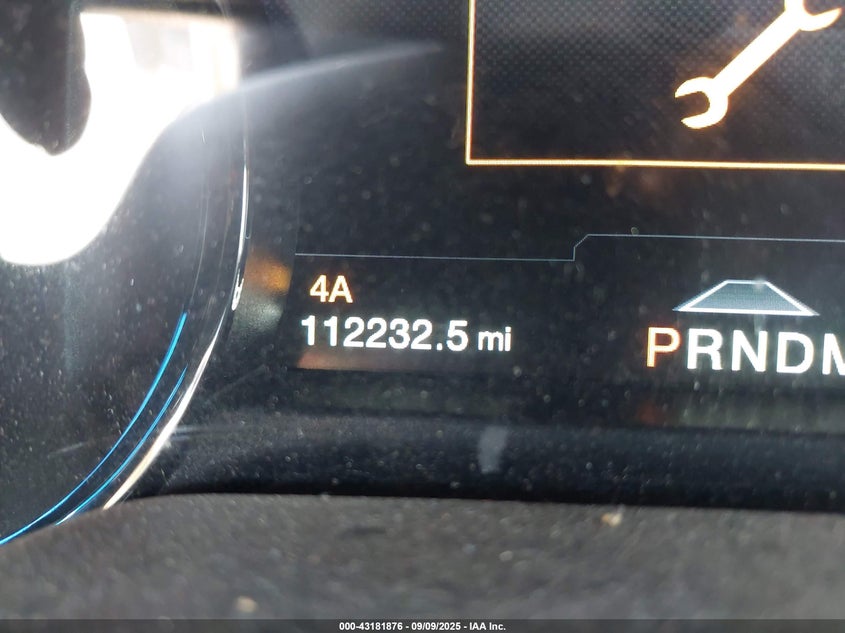 4A
112232.5 mi
PRNDM
000-43181876 - 09/09/2025 - IAA Inc.